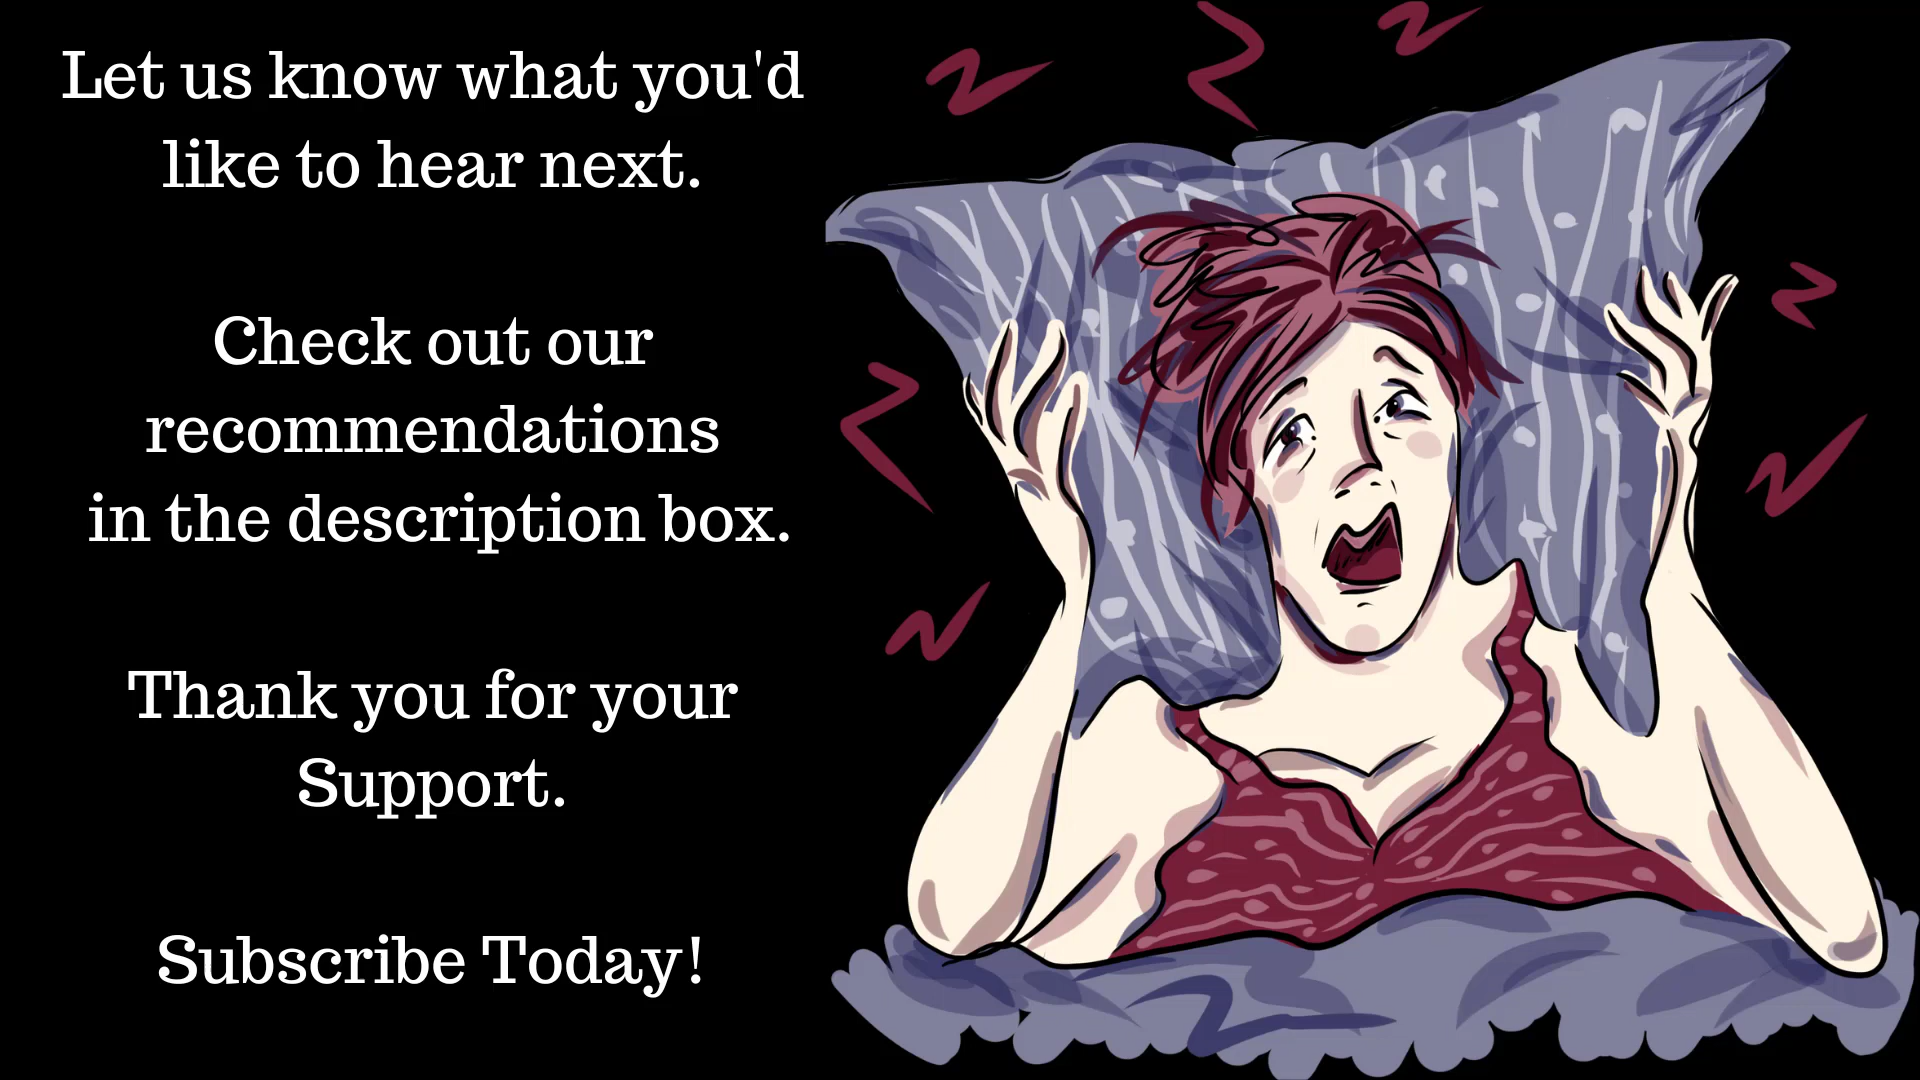 Let us know what you'd
like to hear next.
Check out our
recommendations
in the description box.
Thank you for your
Support.
Subscribe Today!